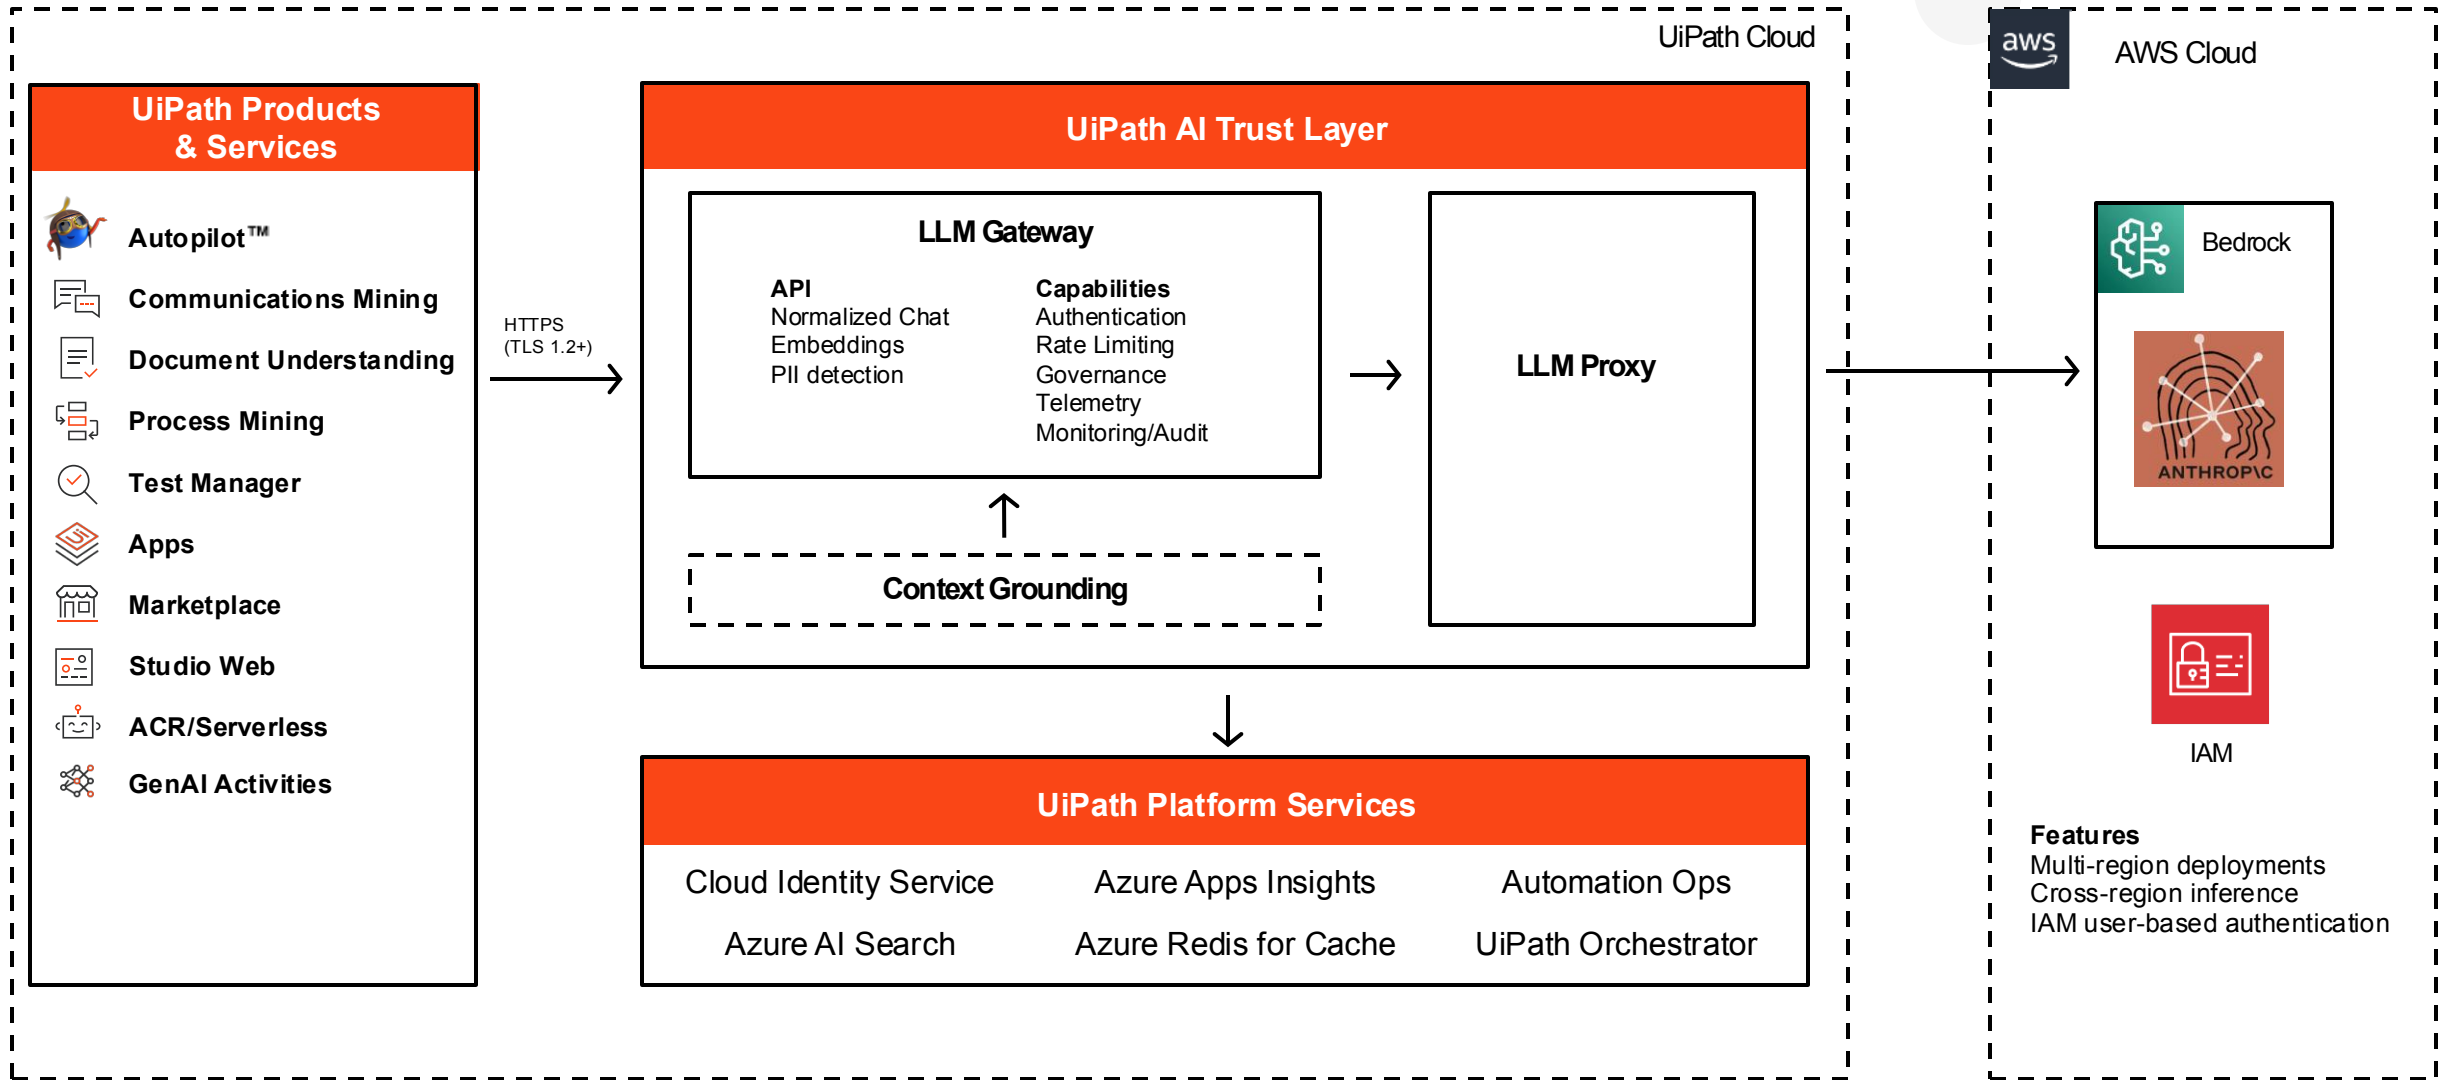 UiPath Cloud
aws
AWS Cloud
UiPath Products
& Services
Autopilot™
Communications Mining
Document Understanding
Process Mining
Test Manager
Apps
Marketplace
Studio Web
ACR/Serverless
GenAI Activities
HTTPS
(TLS 1.2+)
UiPath AI Trust Layer
LLM Gateway
API
Normalized Chat
Embeddings
PII detection
Capabilities
Authentication
Rate Limiting
Governance
Telemetry
Monitoring/Audit
Context Grounding
LLM Proxy
UiPath Platform Services
Cloud Identity Service
Azure Apps Insights
Automation Ops
Azure AI Search
Azure Redis for Cache
UiPath Orchestrator
Bedrock
ANTHROP\C
IAM
Features
Multi-region deployments
Cross-region inference
IAM user-based authentication